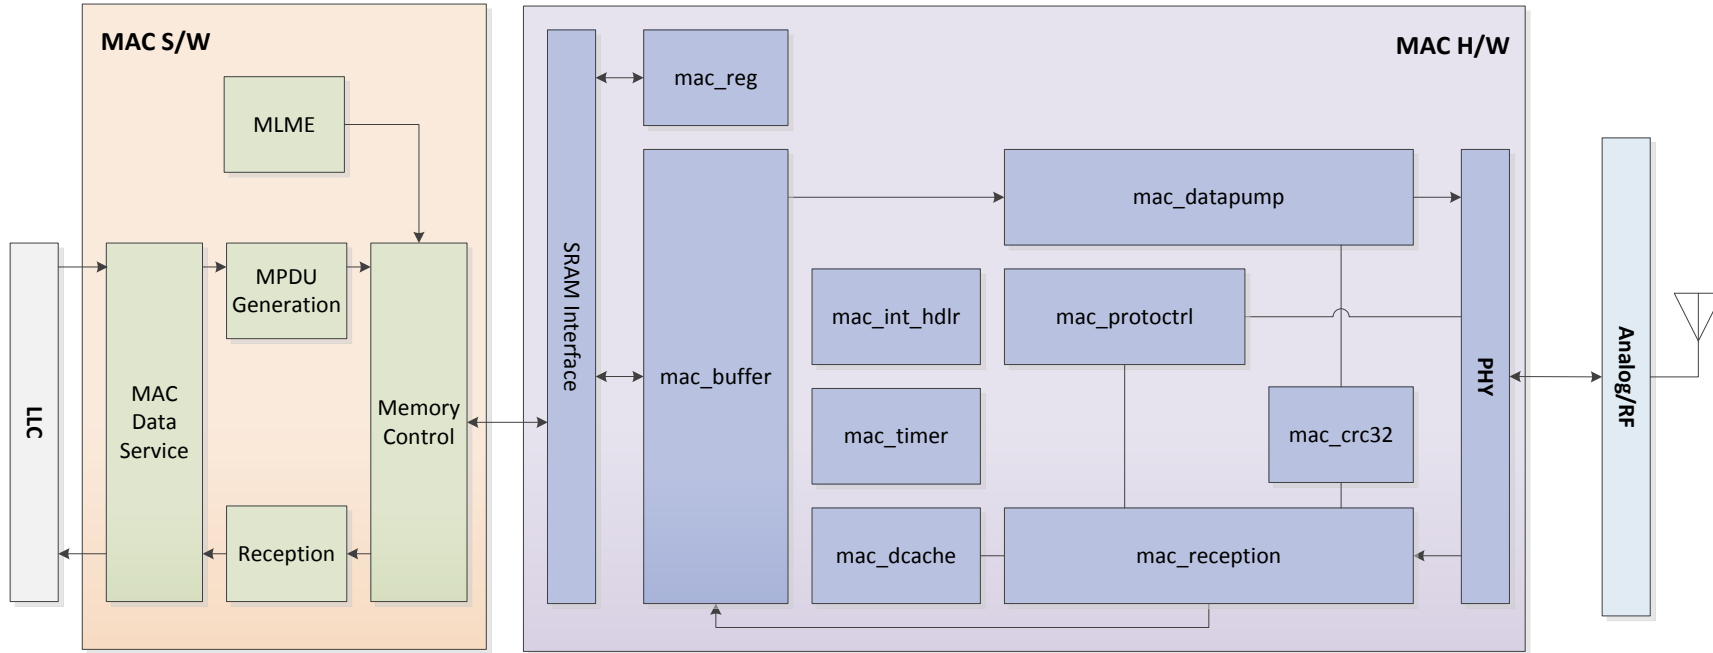 MAC S/W
MLME
LLC
MAC
Data
Service
MPDU
Generation
Reception
Memory
Control
MAC H/W
SRAM Interface
mac_reg
mac_buffer
mac_datapump
mac_int_hdlr
mac_protoctrl
mac_timer
mac_crc32
mac_dcache
mac_reception
PHY
Analog/RF